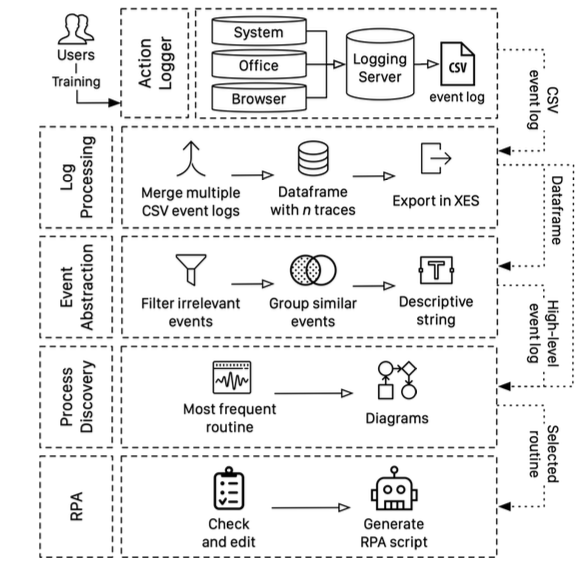 Users
Training
Action
Logger
System
Office
Browser
Logging
Server
CSV
event log
CSV
event log
Log
Processing
Merge multiple
CSV event logs
Dataframe
with n traces
Export in XES
Dataframe
Event
Abstraction
Filter irrelevant
events
Group similar
events
T
Descriptive
string
High-level
event log
Process
Discovery
Most frequent
routine
Diagrams
Selected
routine
RPA
Check
and edit
Generate
RPA script